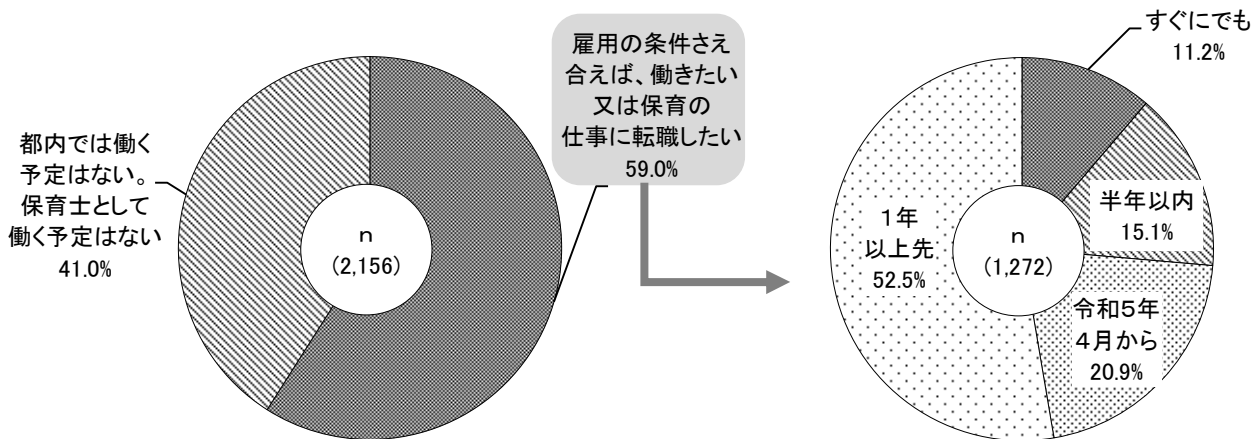 都内では働く
予定はない。
保育士として
働く予定はない
41.0%
n
(2,156)
雇用の条件さえ
合えば、働きたい
又は保育の
仕事に転職したい
59.0%
すぐにでも
11.2%
半年以内
15.1%
令和5年
4月から
20.9%
1年
以上先
52.5%
n
(1,272)